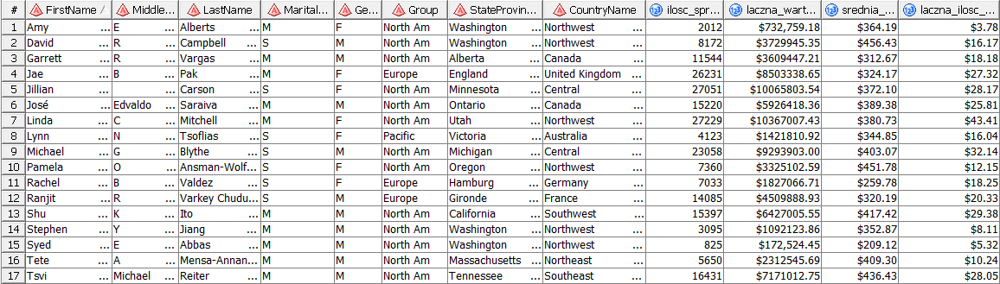 # FirstName Middle... LastName Marital... Ge... Group StateProvin... CountryName ilosc_spr... laczna_wart... srednia_... laczna_ilosc_...
1 Amy ... E ... Alberts ... M F North Am Washington ... Northwest ... 2012 $732,759.18 $364.19 $3.78
2 David ... R ... Campbell ... S M North Am Washington ... Northwest ... 8172 $3729945.35 $456.43 $16.17
3 Garrett ... R ... Vargas ... M M North Am Alberta ... Canada ... 11544 $3609447.21 $312.67 $18.18
4 Jae ... B ... Pak ... M F Europe England ... United Kingdom ... 26231 $8503338.65 $324.17 $27.32
5 Jillian ... ... Carson ... S F North Am Minnesota ... Central ... 27051 $10065803.54 $372.10 $28.17
6 José ... Edvaldo ... Saraiva ... M M North Am Ontario ... Canada ... 15220 $5926418.36 $389.38 $25.81
7 Linda ... C ... Mitchell ... M F North Am Utah ... Northwest ... 27229 $10367007.43 $380.73 $43.41
8 Lynn ... N ... Tsoflias ... S F Pacific Victoria ... Australia ... 4123 $1421810.92 $344.85 $16.04
9 Michael ... G ... Blythe ... S M North Am Michigan ... Central ... 23058 $9293903.00 $403.07 $32.14
10 Pamela ... O ... Ansman-Wolf... S F North Am Oregon ... Northwest ... 7360 $3325102.59 $451.78 $12.15
11 Rachel ... B ... Valdez ... S F Europe Hamburg ... Germany ... 7033 $1827066.71 $259.78 $18.25
12 Ranjit ... R ... Varkey Chudu... S M Europe Gironde ... France ... 14085 $4509888.93 $320.19 $20.33
13 Shu ... K ... Ito ... M M North Am California ... Southwest ... 15397 $6427005.55 $417.42 $29.38
14 Stephen ... Y ... Jiang ... M M North Am Washington ... Northwest ... 3095 $1092123.86 $352.87 $8.11
15 Syed ... E ... Abbas ... M M North Am Washington ... Northwest ... 825 $172,524.45 $209.12 $5.32
16 Tete ... A ... Mensa-Annan... M M North Am Massachusetts ... Northeast ... 5650 $2312545.69 $409.30 $10.24
17 Tsvi ... Michael ... Reiter ... M M North Am Tennessee ... Southeast ... 16431 $7171012.75 $436.43 $28.05